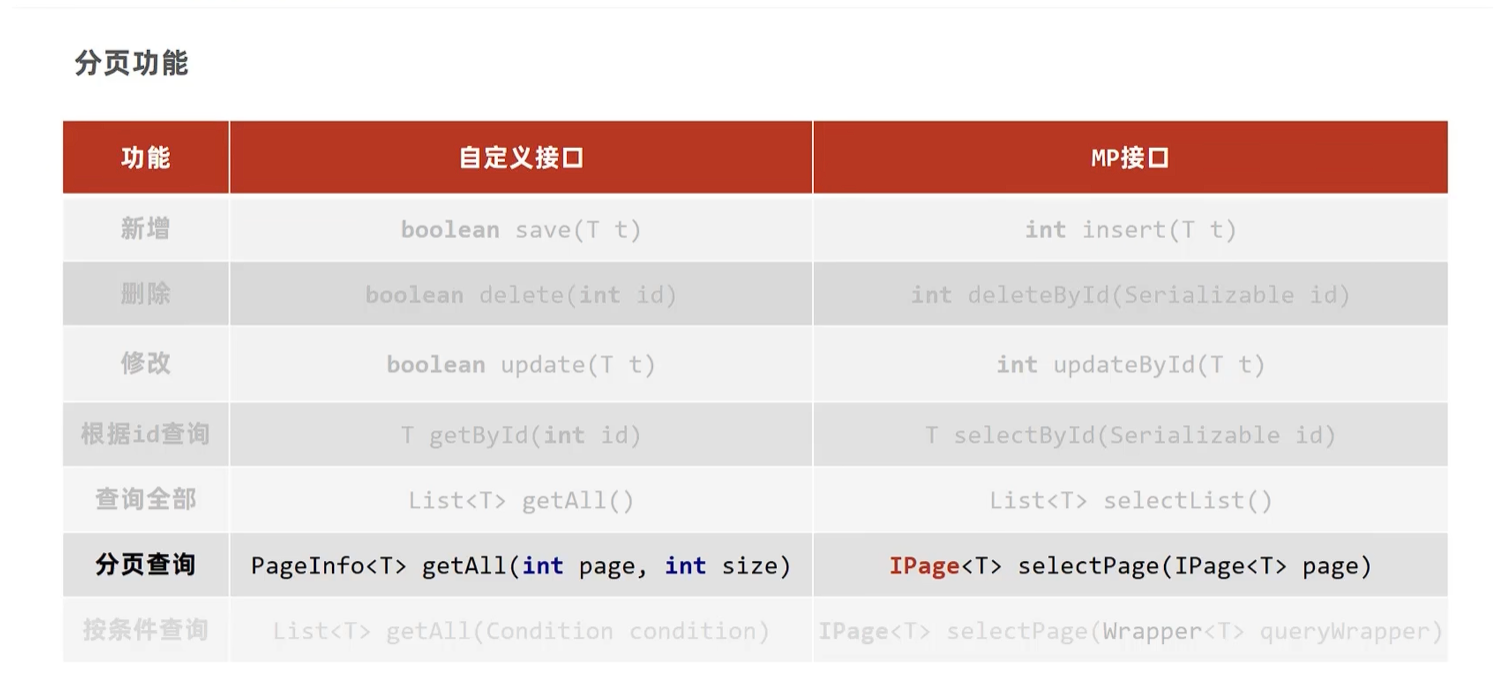 分页功能
功能 自定义接口 MP接口
新增 boolean save(T t) int insert(T t)
删除 boolean delete(int id) int deleteById(Serializable id)
修改 boolean update(T t) int updateById(T t)
根据id查询 T getById(int id) T selectById(Serializable id)
查询全部 List<T> getAll() List<T> selectList()
分页查询 PageInfo<T> getAll(int page, int size) IPage<T> selectPage(IPage<T> page)
按条件查询 List<T> getAll(Condition condition) IPage<T> selectPage(Wrapper<T> queryWrapper)